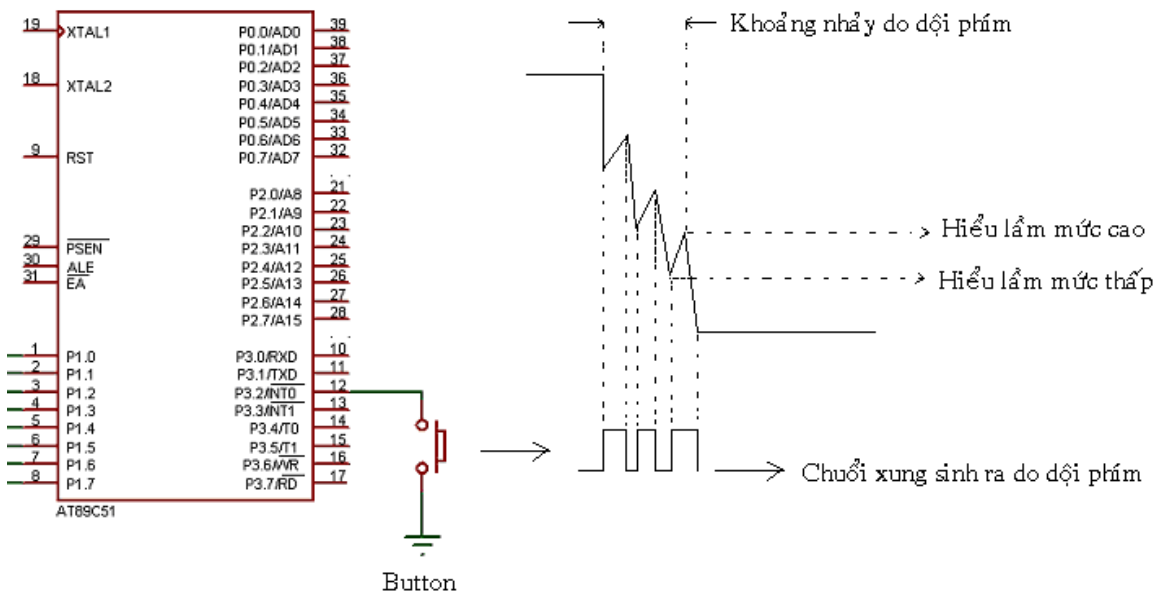 19 XTAL1
18 XTAL2
9 RST
29 PSEN
30 ALE
31 EA
1 P1.0
2 P1.1
3 P1.2
4 P1.3
5 P1.4
6 P1.5
7 P1.6
8 P1.7
P0.0/AD0 39
P0.1/AD1 38
P0.2/AD2 37
P0.3/AD3 36
P0.4/AD4 35
P0.5/AD5 34
P0.6/AD6 33
P0.7/AD7 32
P2.0/A8 21
P2.1/A9 22
P2.2/A10 23
P2.3/A11 24
P2.4/A12 25
P2.5/A13 26
P2.6/A14 27
P2.7/A15 28
P3.0/RXD 10
P3.1/TXD 11
P3.2/INT0 12
P3.3/INT1 13
P3.4/T0 14
P3.5/T1 15
P3.6/WR 16
P3.7/RD 17
AT89C51
Button
Khoảng nhảy do dội phím
Hiểu lầm mức cao
Hiểu lầm mức thấp
Chuỗi xung sinh ra do dội phím